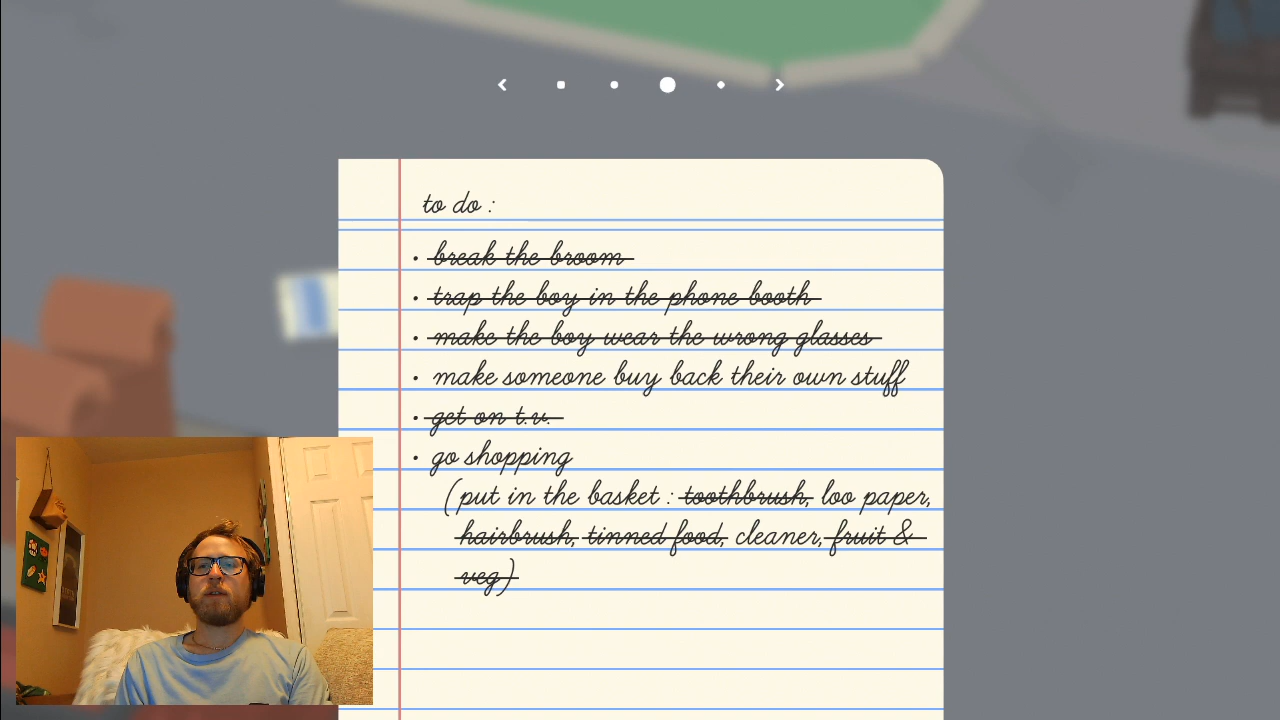 to do :
• break the broom
• trap the boy in the phone booth
• make the boy wear the wrong glasses
• make someone buy back their own stuff
• get on t.v.
• go shopping
(put in the basket : toothbrush, loo paper,
hairbrush, tinned food, cleaner, fruit &
veg)